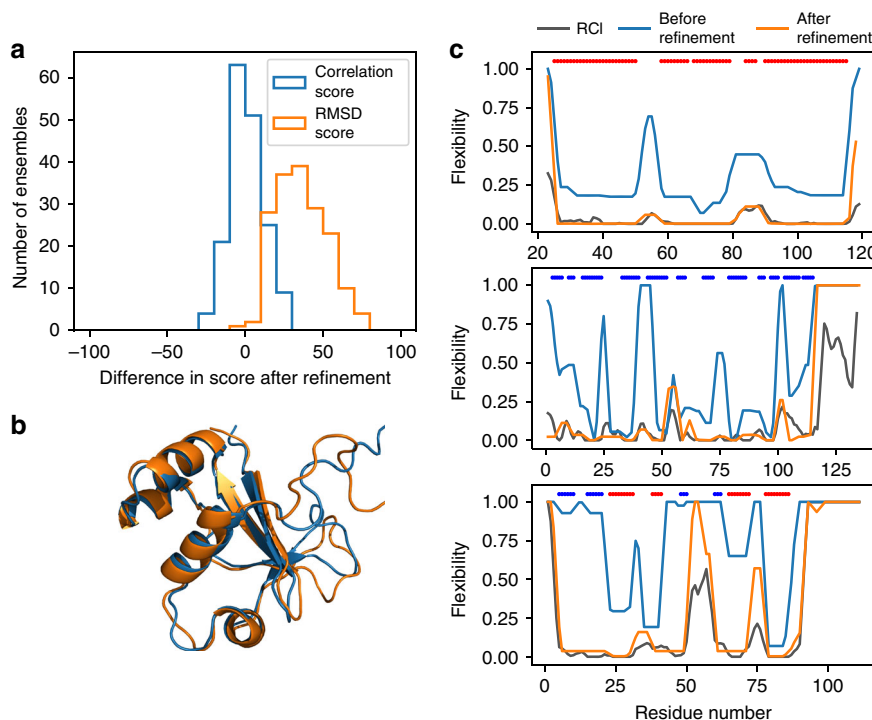 a
60
50
40
30
20
10
0
Number of ensembles
Correlation
score
RMSD
score
−100
−50
0
50
100
Difference in score after refinement
b
c
RCI
Before
refinement
After
refinement
1.00
0.75
0.50
0.25
0.00
Flexibility
20
40
60
80
100
120
1.00
0.75
0.50
0.25
0.00
Flexibility
0
25
50
75
100
125
1.00
0.75
0.50
0.25
0.00
Flexibility
0
25
50
75
100
Residue number